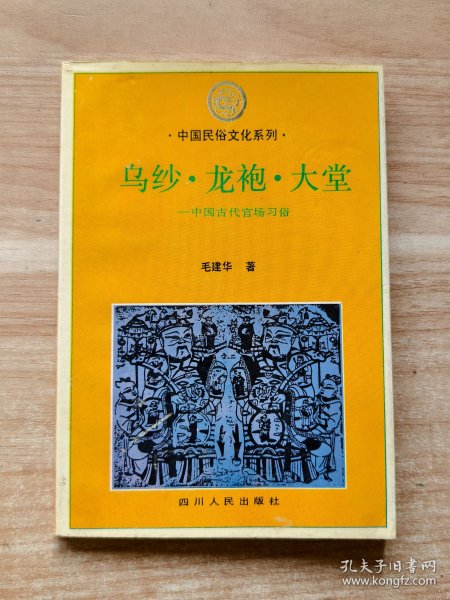 ·中国民俗文化系列·
乌纱·龙袍·大堂
—中国古代官场习俗
毛建华 著
四川人民出版社
孔夫子旧书网
www.kongfz.com